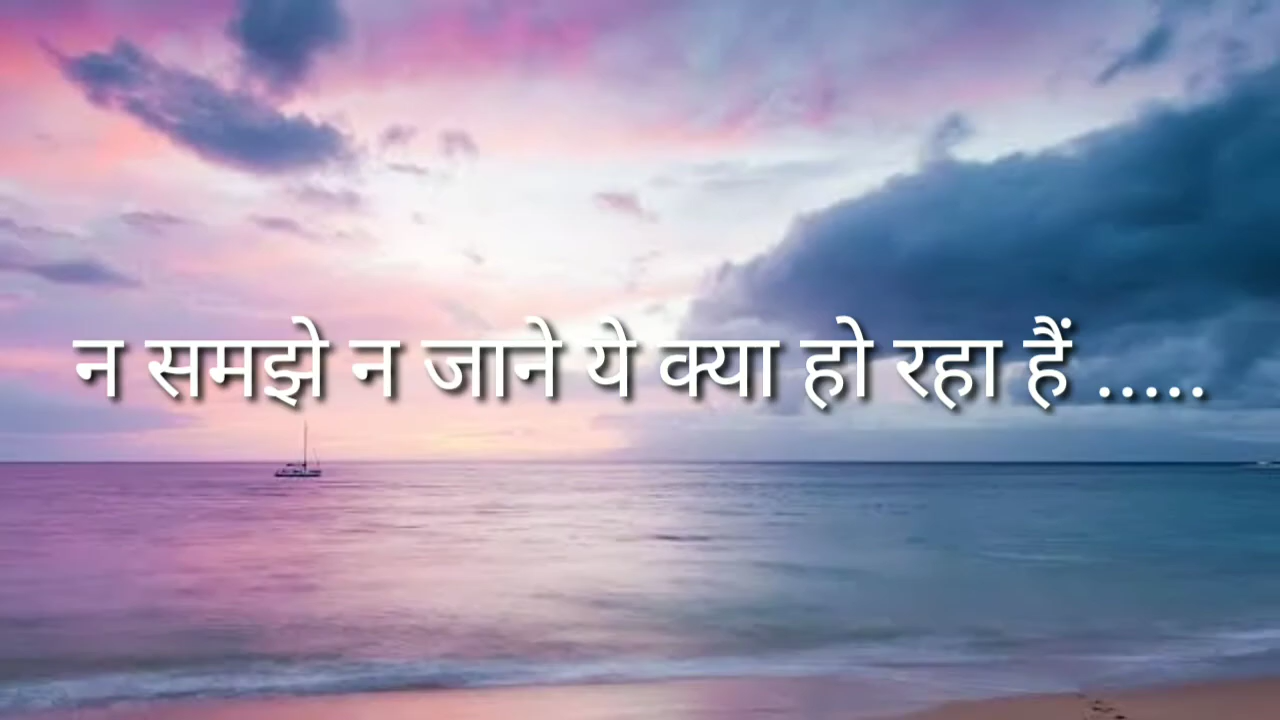 न समझे न जाने ये क्या हो रहा हैं .....